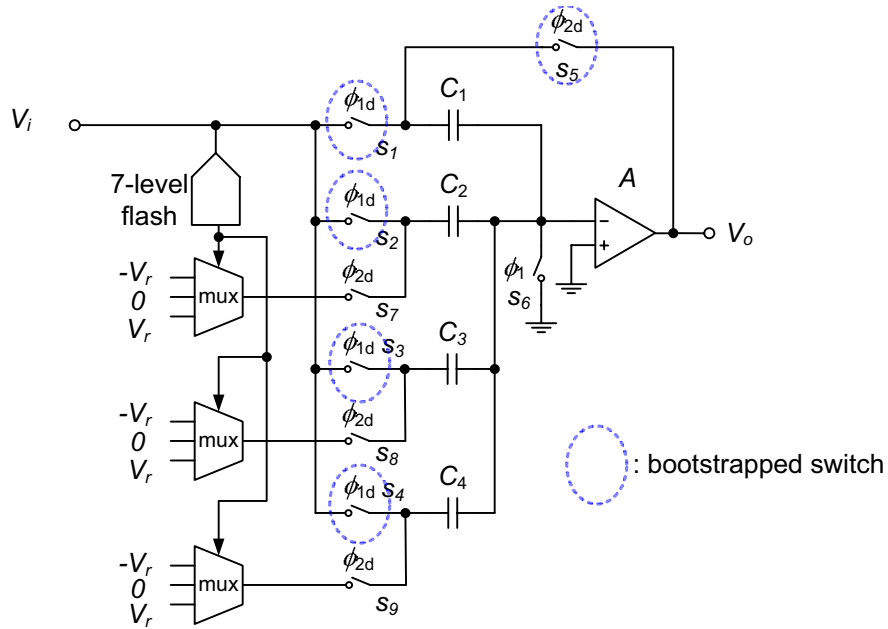 ϕ2d
s5
C1
ϕ1d
Vi
s1
7-level
flash
C2
A
ϕ1d
s2
Vo
ϕ1
s6
-Vr
0
Vr
mux
ϕ2d
s7
C3
ϕ1d
s3
-Vr
0
Vr
mux
ϕ2d
s8
C4
ϕ1d
s4
: bootstrapped switch
-Vr
0
Vr
mux
ϕ2d
s9